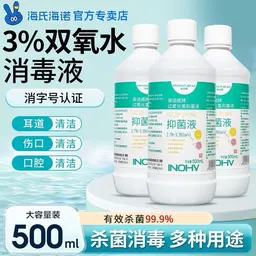 海氏海诺官方专卖店
3%双氧水
消毒液
消字号认证
耳道 清洁
伤口 清洁
口腔 清洁
抑菌液
INOHV
500ml
大容量装
500ml
有效杀菌99.9%
杀菌消毒 多种用途